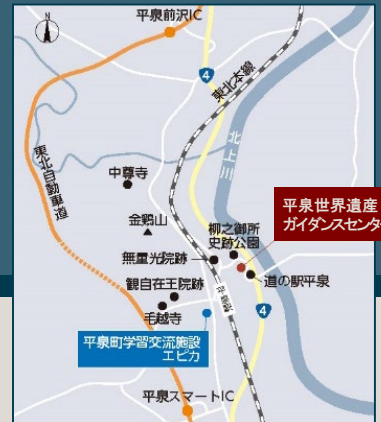 平泉前沢IC
N
4
東北本線
東北自動車道
北上川
中尊寺
平泉世界遺産
ガイダンスセンター
金鶏山
柳之御所
史跡公園
無量光院跡
道の駅平泉
観自在王院跡
毛越寺
4
平泉町学習交流施設
エピカ
平泉スマートIC